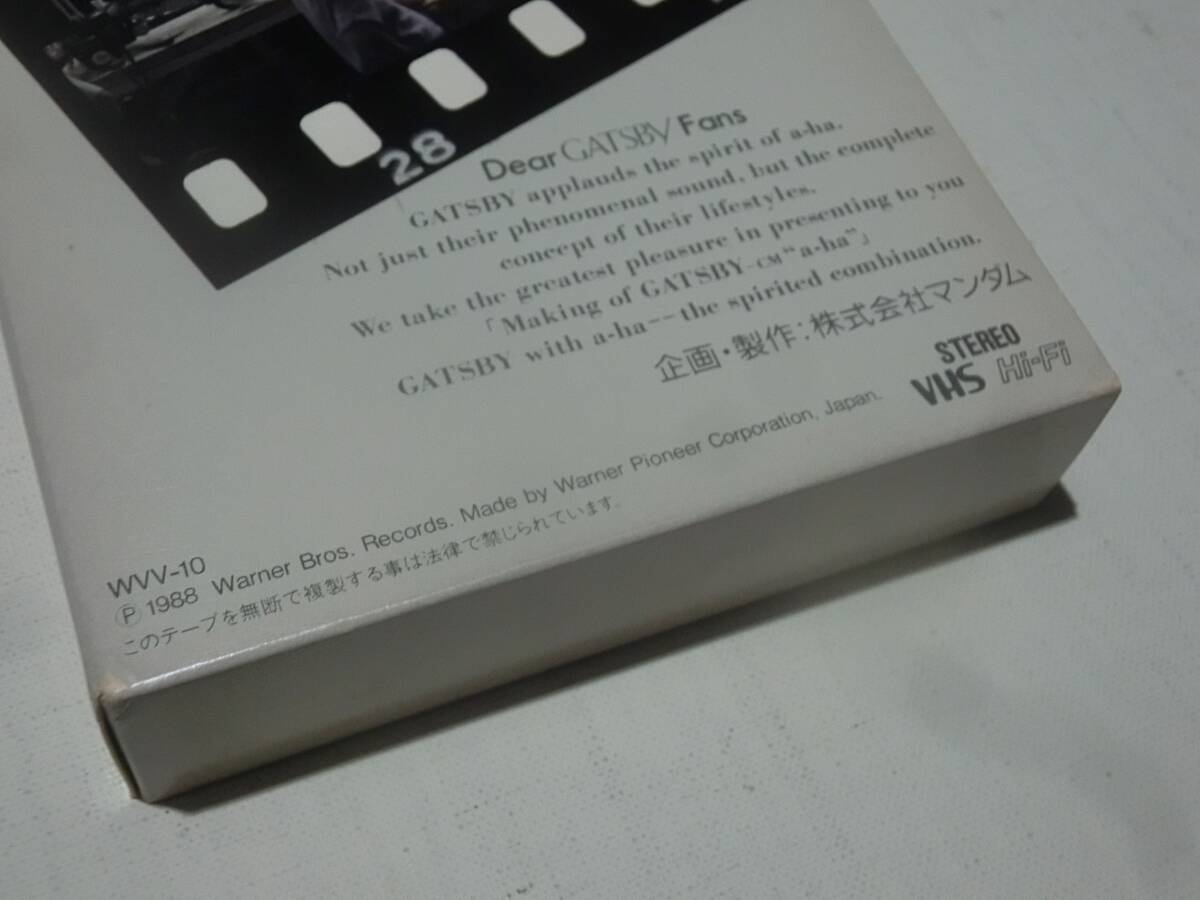 28
Dear GATSBY Fans
GATSBY applauds the spirit of a-ha.
Not just their phenomenal sound, but the complete
concept of their lifestyles.
We take the greatest pleasure in presenting to you
「Making of GATSBY-CM “a-ha”」
GATSBY with a-ha--the spirited combination.
企画・製作：株式会社マンダム
STEREO
VHS Hi-Fi
WVV-10
Ⓟ 1988 Warner Bros. Records. Made by Warner Pioneer Corporation, Japan.
このテープを無断で複製する事は法律で禁じられています。